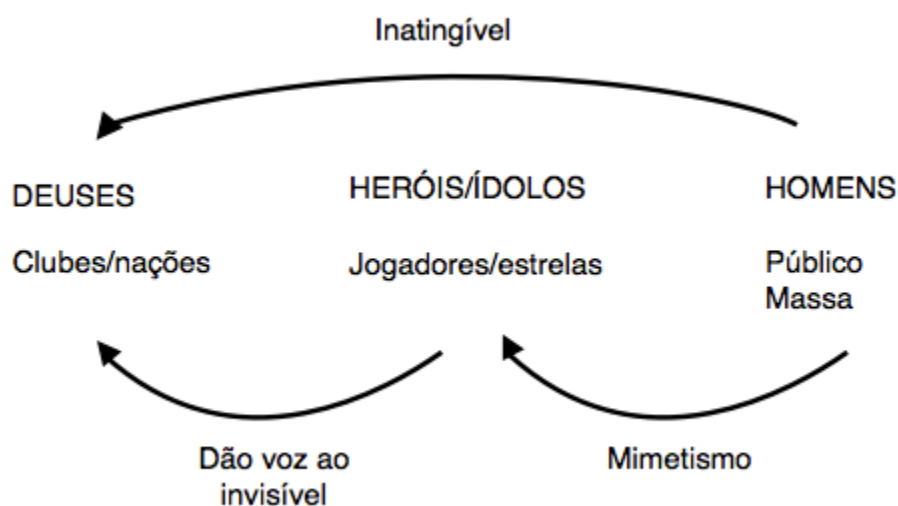 Inatingível
DEUSES
HERÓIS/ÍDOLOS
HOMENS
Clubes/nações
Jogadores/estrelas
Público
Massa
Dão voz ao
invisível
Mimetismo